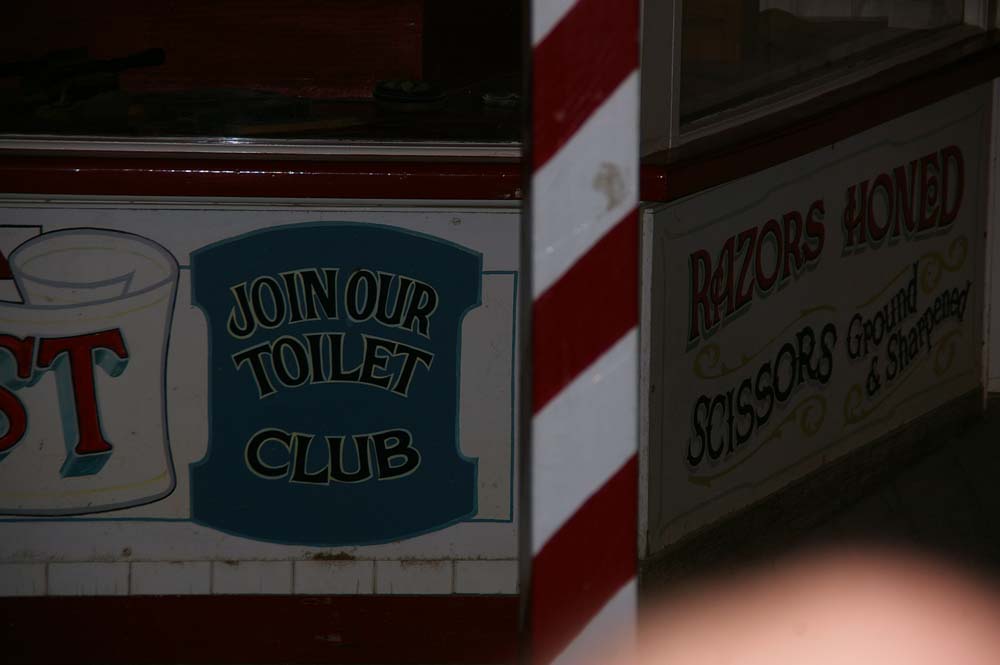 ST
JOIN OUR
TOILET
CLUB
RAZORS HONED
SCISSORS Ground
& Sharpened